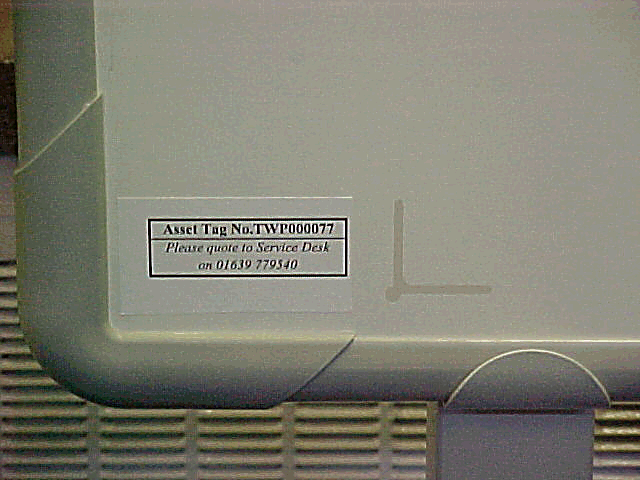 Asset Tag No.TWP000077
Please quote to Service Desk
on 01639 779540